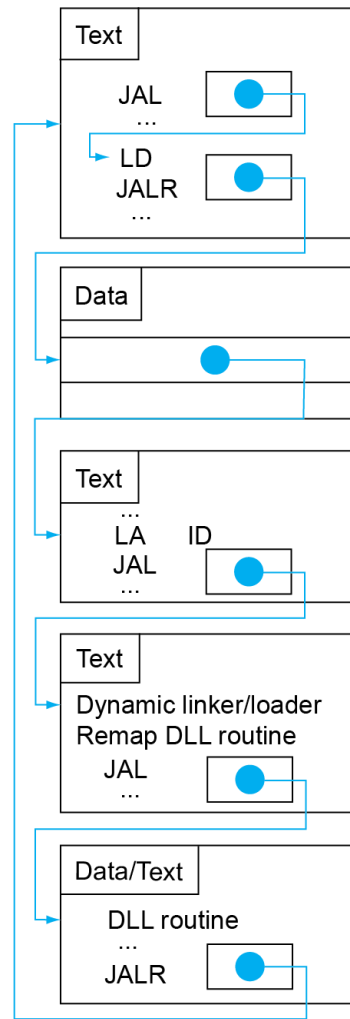 Text
JAL
...
LD
JALR
...
Data
Text
...
LA ID
JAL
...
Text
Dynamic linker/loader
Remap DLL routine
JAL
...
Data/Text
DLL routine
...
JALR